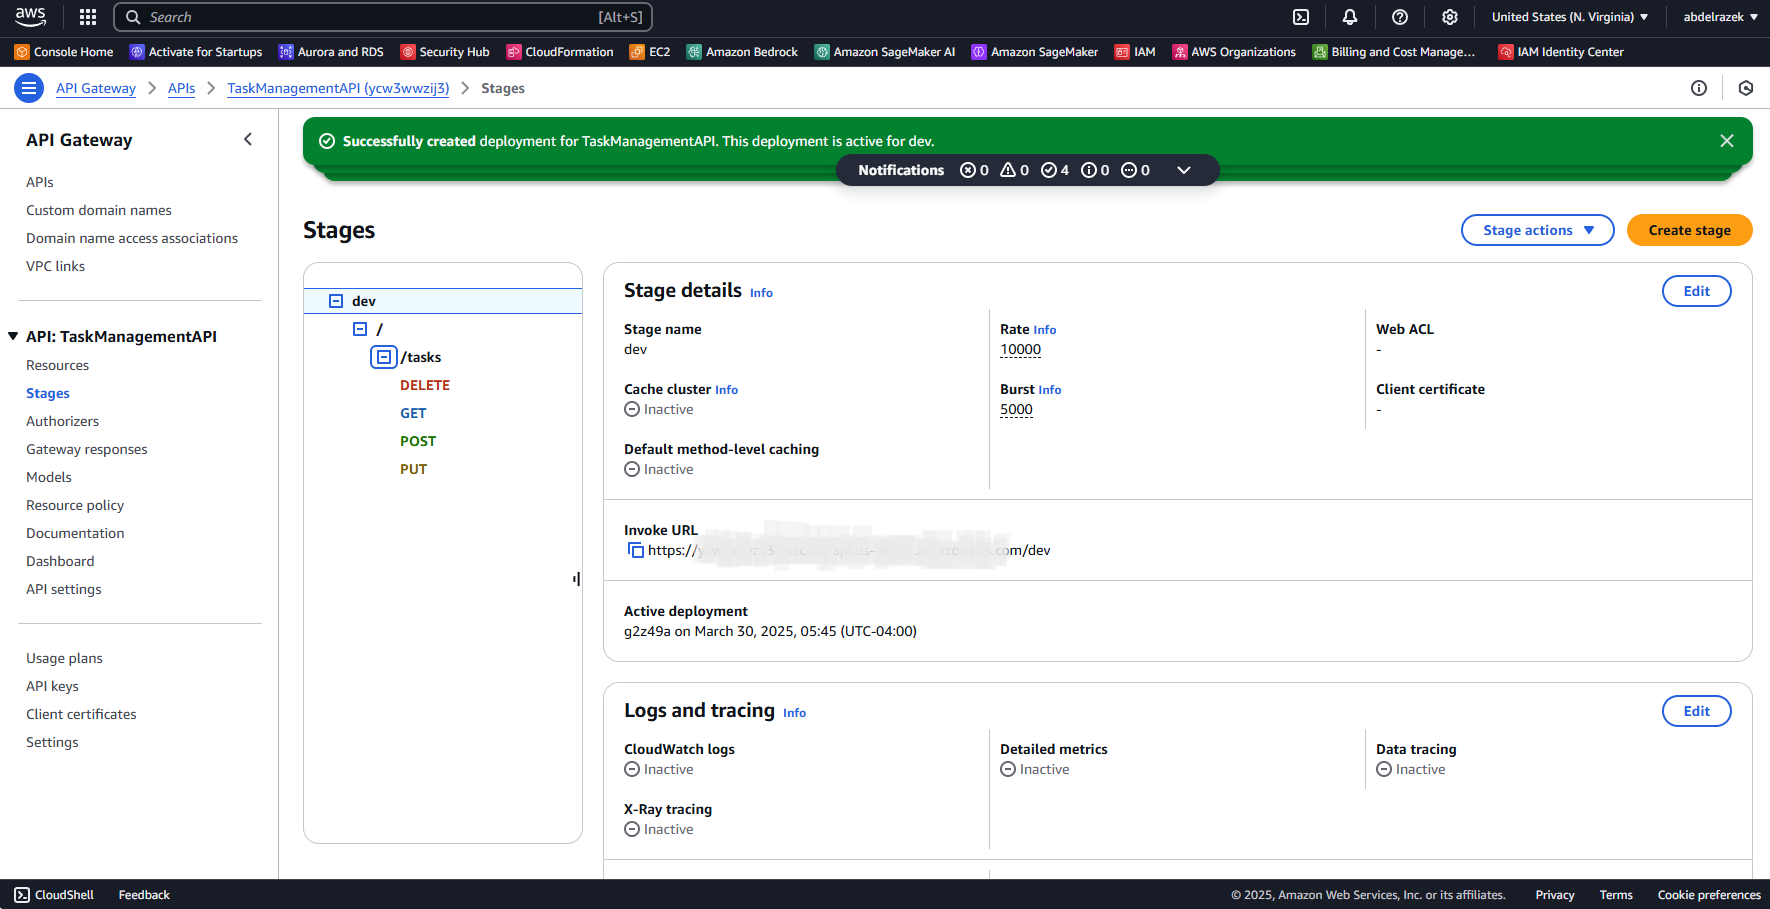 aws
Search [Alt+S]
United States (N. Virginia) abdelrazek
Console Home Activate for Startups Aurora and RDS Security Hub CloudFormation EC2 Amazon Bedrock Amazon SageMaker AI Amazon SageMaker IAM AWS Organizations Billing and Cost Manage... IAM Identity Center
API Gateway APIs TaskManagementAPI (ycw3wwzij3) Stages
API Gateway
APIs
Custom domain names
Domain name access associations
VPC links
API: TaskManagementAPI
Resources
Stages
Authorizers
Gateway responses
Models
Resource policy
Documentation
Dashboard
API settings
Usage plans
API keys
Client certificates
Settings
Successfully created deployment for TaskManagementAPI. This deployment is active for dev.
Notifications 0 0 4 0 0
Stages
Stage actions Create stage
dev
/
/tasks
DELETE
GET
POST
PUT
Stage details Info
Edit
Stage name
dev
Cache cluster Info
Inactive
Default method-level caching
Inactive
Rate Info
10000
Burst Info
5000
Web ACL
-
Client certificate
-
Invoke URL
https:// com/dev
Active deployment
g2z49a on March 30, 2025, 05:45 (UTC-04:00)
Logs and tracing Info
Edit
CloudWatch logs
Inactive
X-Ray tracing
Inactive
Detailed metrics
Inactive
Data tracing
Inactive
CloudShell Feedback
© 2025, Amazon Web Services, Inc. or its affiliates. Privacy Terms Cookie preferences